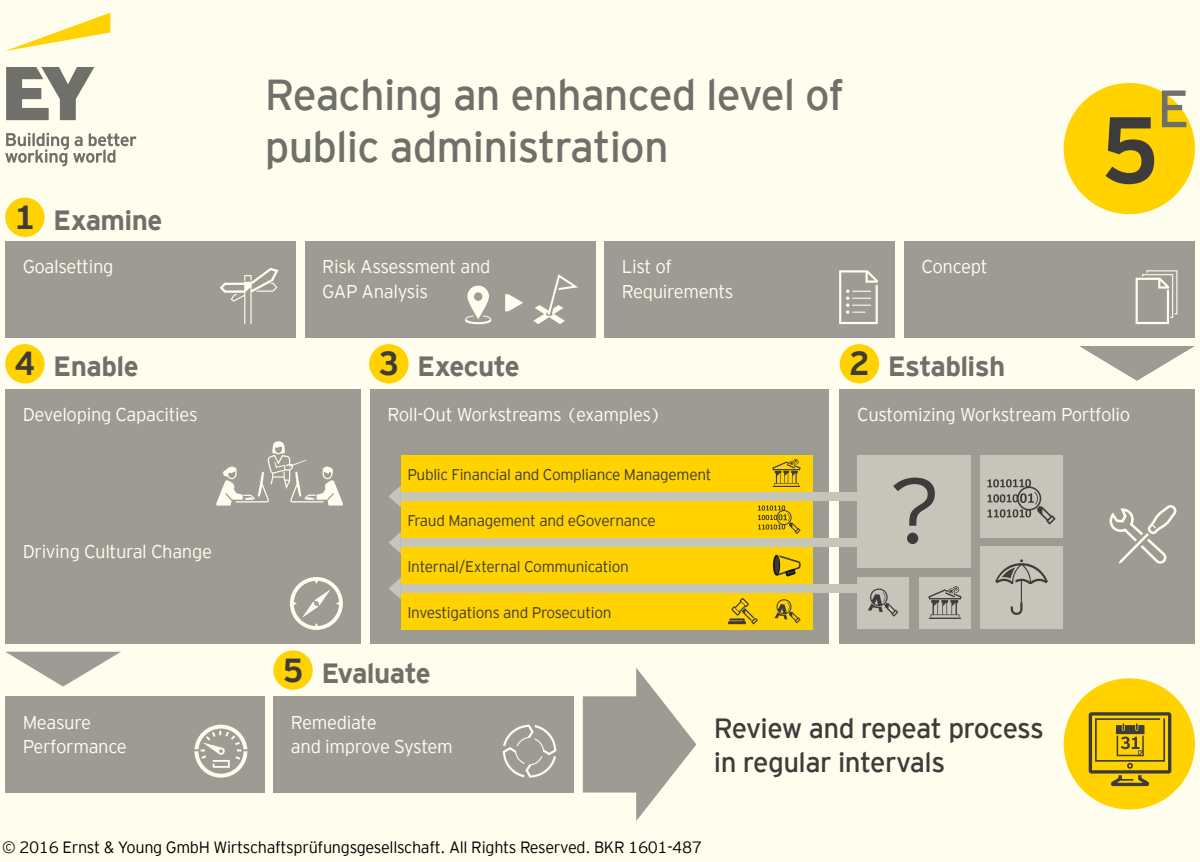 EY
Building a better
working world
Reaching an enhanced level of
public administration
5E
1 Examine
Goalsetting
Risk Assessment and
GAP Analysis
List of
Requirements
Concept
4 Enable
Developing Capacities
Driving Cultural Change
3 Execute
Roll-Out Workstreams (examples)
Public Financial and Compliance Management
Fraud Management and eGovernance
1010110
1001001
1101010
Internal/External Communication
Investigations and Prosecution
A
2 Establish
Customizing Workstream Portfolio
?
1010110
1001001
1101010
A
Measure
Performance
5 Evaluate
Remediate
and improve System
Review and repeat process
in regular intervals
31
© 2016 Ernst & Young GmbH Wirtschaftsprüfungsgesellschaft. All Rights Reserved. BKR 1601-487